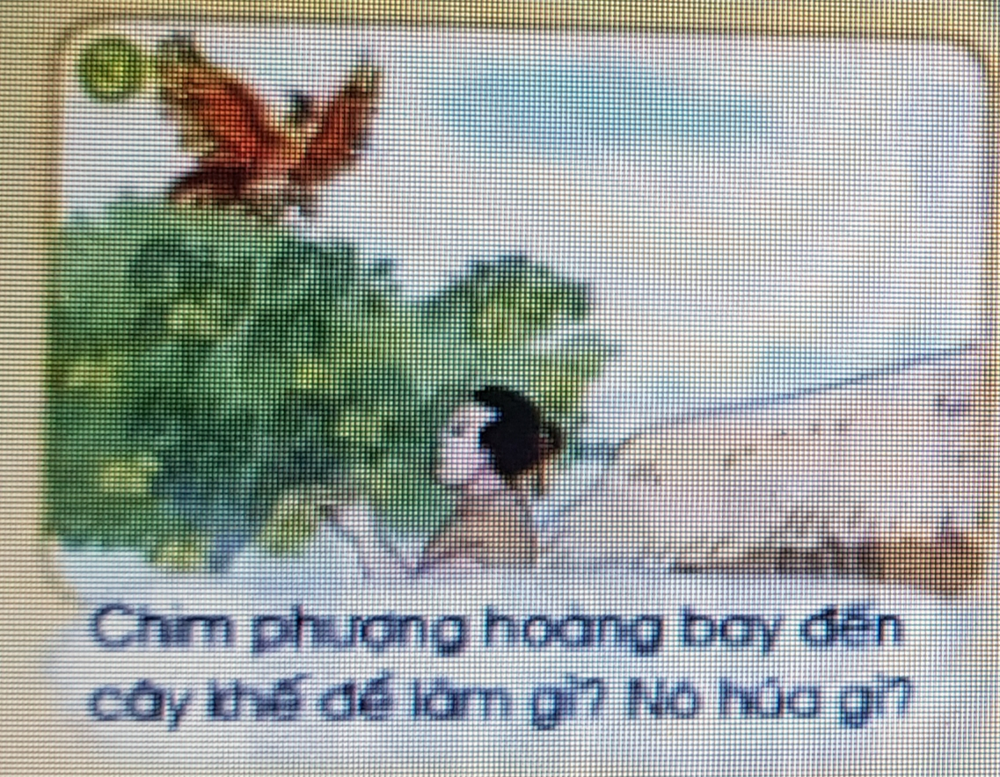 Chim phượng hoàng bay đến
cây khế để làm gì? Nó hứa gì?